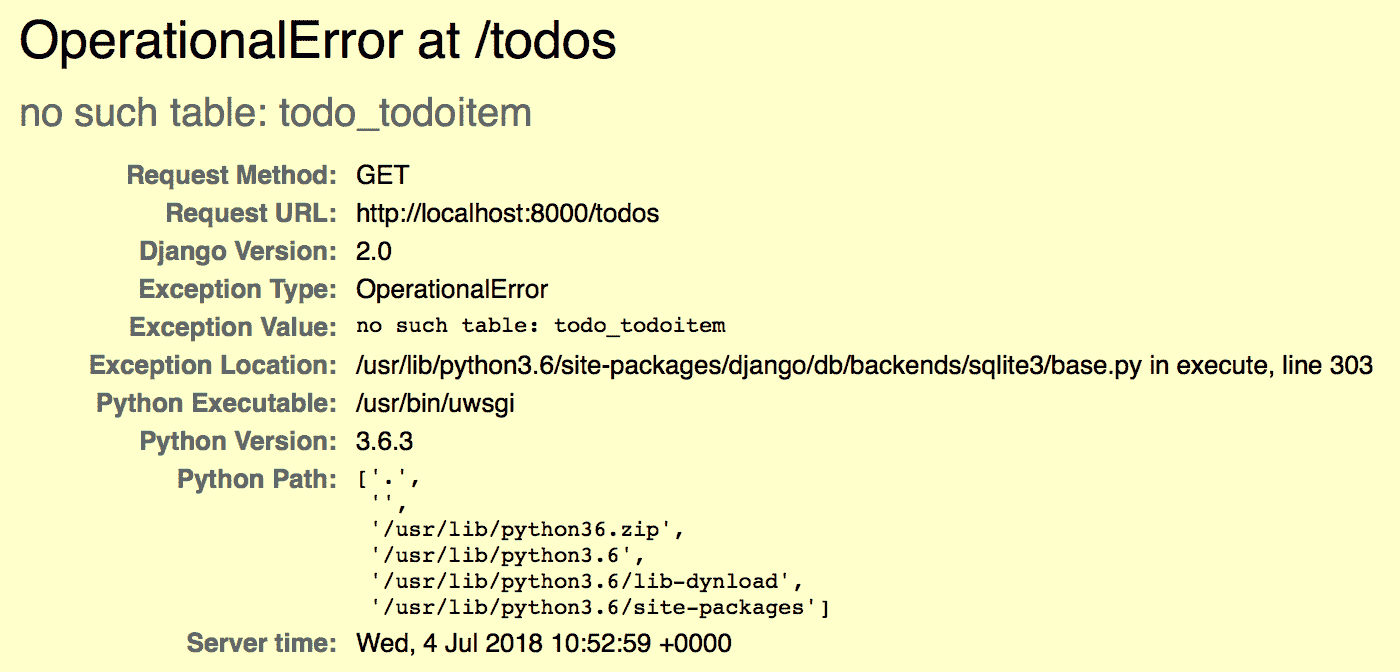 OperationalError at /todos
no such table: todo_todoitem
Request Method: GET
Request URL: http://localhost:8000/todos
Django Version: 2.0
Exception Type: OperationalError
Exception Value: no such table: todo_todoitem
Exception Location: /usr/lib/python3.6/site-packages/django/db/backends/sqlite3/base.py in execute, line 303
Python Executable: /usr/bin/uwsgi
Python Version: 3.6.3
Python Path: ['.',
'',
'/usr/lib/python36.zip',
'/usr/lib/python3.6',
'/usr/lib/python3.6/lib-dynload',
'/usr/lib/python3.6/site-packages']
Server time: Wed, 4 Jul 2018 10:52:59 +0000